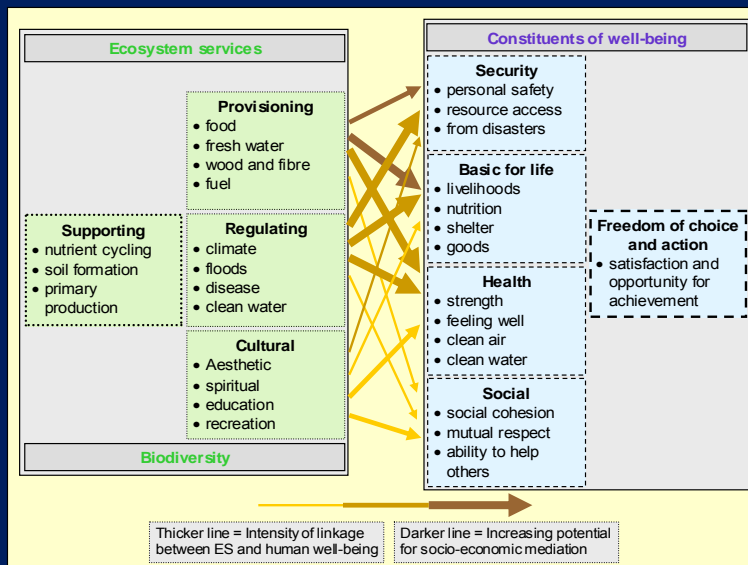 Ecosystem services
Provisioning
• food
• fresh water
• wood and fibre
• fuel
Supporting
• nutrient cycling
• soil formation
• primary
production
Regulating
• climate
• floods
• disease
• clean water
Cultural
• Aesthetic
• spiritual
• education
• recreation
Biodiversity
Constituents of well-being
Security
• personal safety
• resource access
• from disasters
Basic for life
• livelihoods
• nutrition
• shelter
• goods
Health
• strength
• feeling well
• clean air
• clean water
Social
• social cohesion
• mutual respect
• ability to help
others
Freedom of choice
and action
• satisfaction and
opportunity for
achievement
Thicker line = Intensity of linkage
between ES and human well-being
Darker line = Increasing potential
for socio-economic mediation